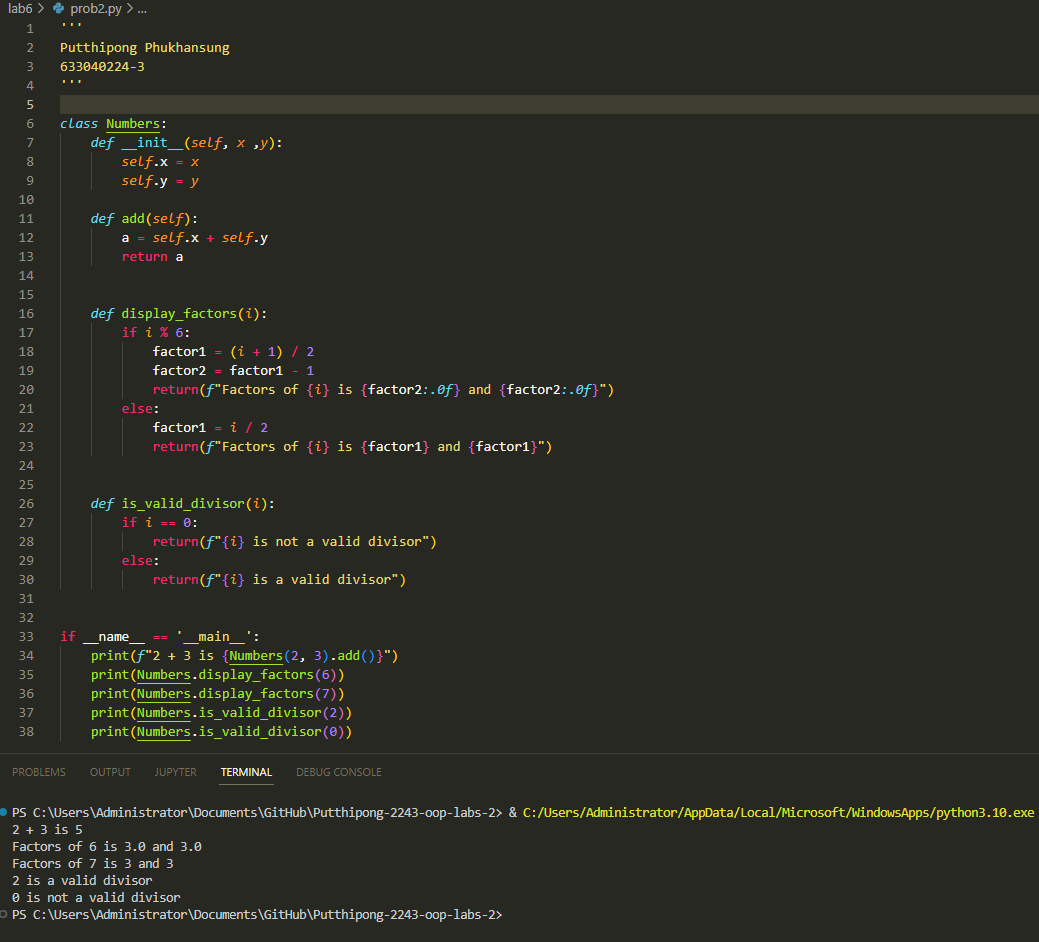 lab6 > prob2.py > ...
1 '''
2 Putthipong Phukhansung
3 633040224-3
4 '''
5
6 class Numbers:
7     def __init__(self, x ,y):
8         self.x = x
9         self.y = y
10
11     def add(self):
12         a = self.x + self.y
13         return a
14
15
16     def display_factors(i):
17         if i % 6:
18             factor1 = (i + 1) / 2
19             factor2 = factor1 - 1
20             return(f"Factors of {i} is {factor2:.0f} and {factor2:.0f}")
21         else:
22             factor1 = i / 2
23             return(f"Factors of {i} is {factor1} and {factor1}")
24
25
26     def is_valid_divisor(i):
27         if i == 0:
28             return(f"{i} is not a valid divisor")
29         else:
30             return(f"{i} is a valid divisor")
31
32
33 if __name__ == '__main__':
34     print(f"2 + 3 is {Numbers(2, 3).add()}")
35     print(Numbers.display_factors(6))
36     print(Numbers.display_factors(7))
37     print(Numbers.is_valid_divisor(2))
38     print(Numbers.is_valid_divisor(0))
PROBLEMS OUTPUT JUPYTER TERMINAL DEBUG CONSOLE
PS C:\Users\Administrator\Documents\GitHub\Putthipong-2243-oop-labs-2> & C:/Users/Administrator/AppData/Local/Microsoft/WindowsApps/python3.10.exe
2 + 3 is 5
Factors of 6 is 3.0 and 3.0
Factors of 7 is 3 and 3
2 is a valid divisor
0 is not a valid divisor
PS C:\Users\Administrator\Documents\GitHub\Putthipong-2243-oop-labs-2>